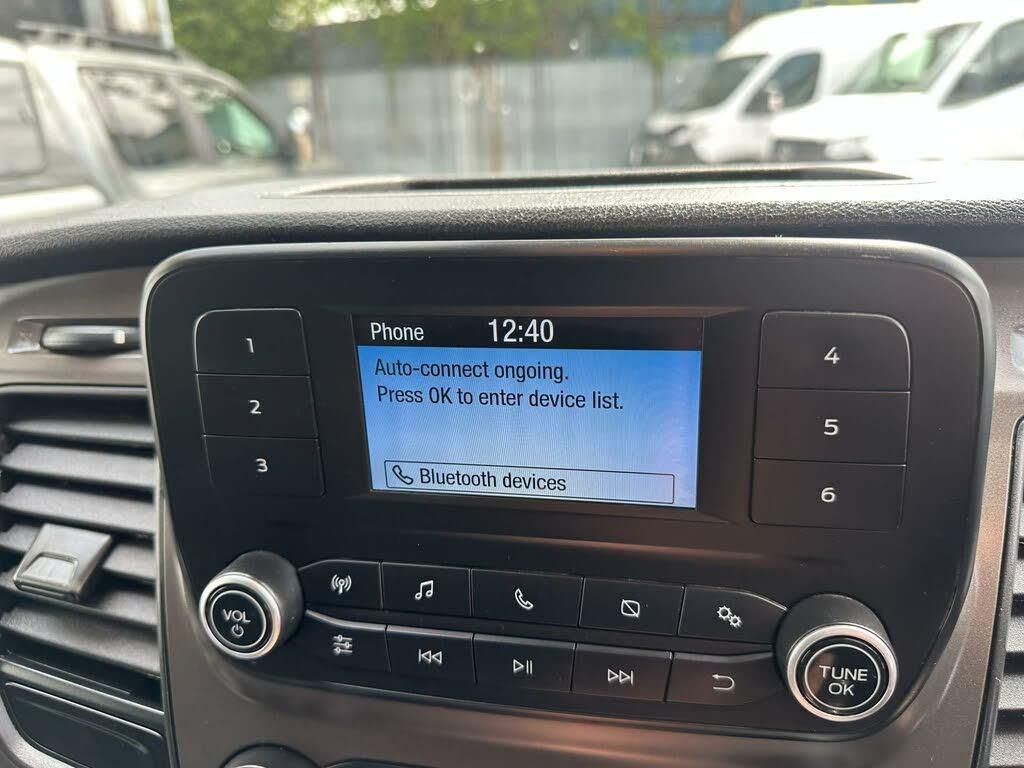 Phone 12:40
Auto-connect ongoing.
Press OK to enter device list.
Bluetooth devices
1
2
3
4
5
6
VOL
TUNE
OK